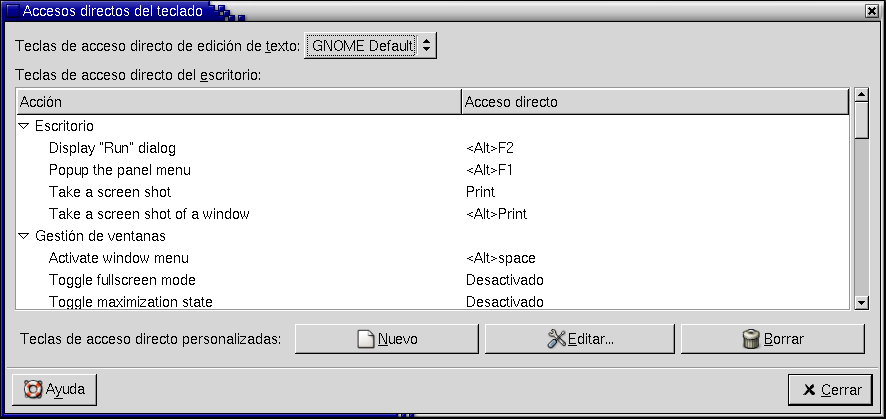 Accesos directos del teclado
Teclas de acceso directo de edición de texto: GNOME Default
Teclas de acceso directo del escritorio:
Acción Acceso directo
Escritorio
Display "Run" dialog <Alt>F2
Popup the panel menu <Alt>F1
Take a screen shot Print
Take a screen shot of a window <Alt>Print
Gestión de ventanas
Activate window menu <Alt>space
Toggle fullscreen mode Desactivado
Toggle maximization state Desactivado
Teclas de acceso directo personalizadas: Nuevo Editar... Borrar
Ayuda Cerrar